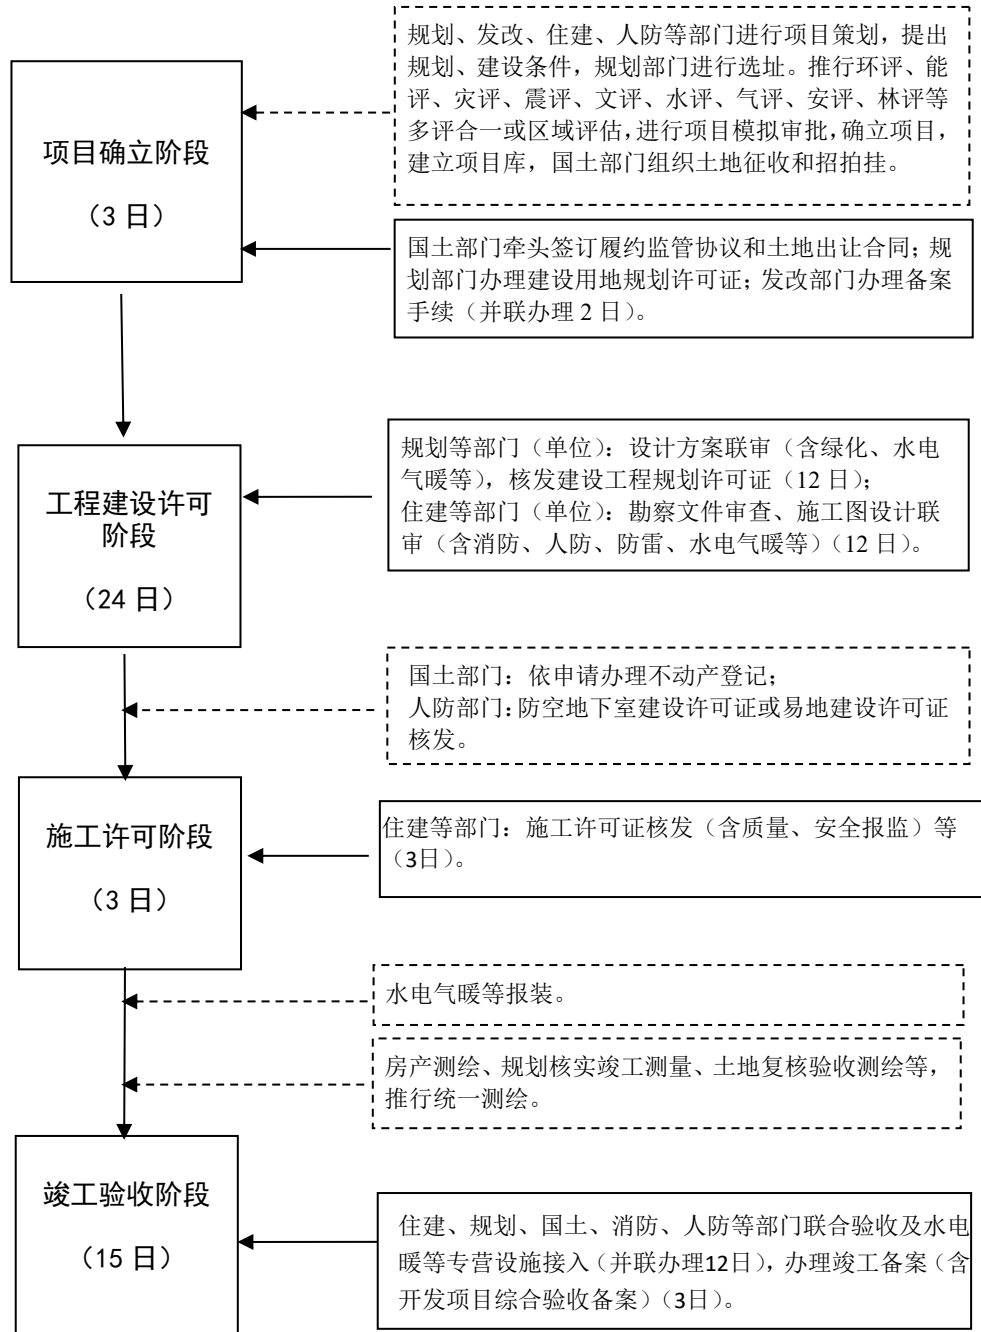 规划、发改、住建、人防等部门进行项目策划，提出
规划、建设条件，规划部门进行选址。推行环评、能
评、灾评、震评、文评、水评、气评、安评、林评等
多评合一或区域评估，进行项目模拟审批，确立项目，
建立项目库，国土部门组织土地征收和招拍挂。
项目确立阶段
（3 日）
国土部门牵头签订履约监管协议和土地出让合同；规
划部门办理建设用地规划许可证；发改部门办理备案
手续（并联办理 2 日）。
规划等部门（单位）：设计方案联审（含绿化、水电
气暖等），核发建设工程规划许可证（12 日）；
住建等部门（单位）：勘察文件审查、施工图设计联
审（含消防、人防、防雷、水电气暖等）（12 日）。
工程建设许可
阶段
（24 日）
国土部门：依申请办理不动产登记；
人防部门：防空地下室建设许可证或易地建设许可证
核发。
施工许可阶段
（3 日）
住建等部门：施工许可证核发（含质量、安全报监）等
（3日）。
水电气暖等报装。
房产测绘、规划核实竣工测量、土地复核验收测绘等，
推行统一测绘。
竣工验收阶段
（15 日）
住建、规划、国土、消防、人防等部门联合验收及水电
暖等专营设施接入（并联办理12日），办理竣工备案（含
开发项目综合验收备案）（3日）。